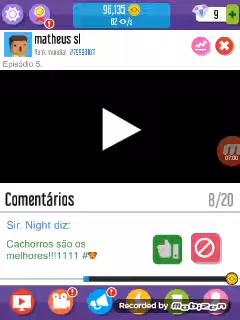 96,135
62 /s
9
matheus sl
Rank mundial
Episódio 5.
07:00
Comentários 8/20
Sir. Night diz:
Cachorros são os
melhores!!!1111 #
Recorded by MobiZen